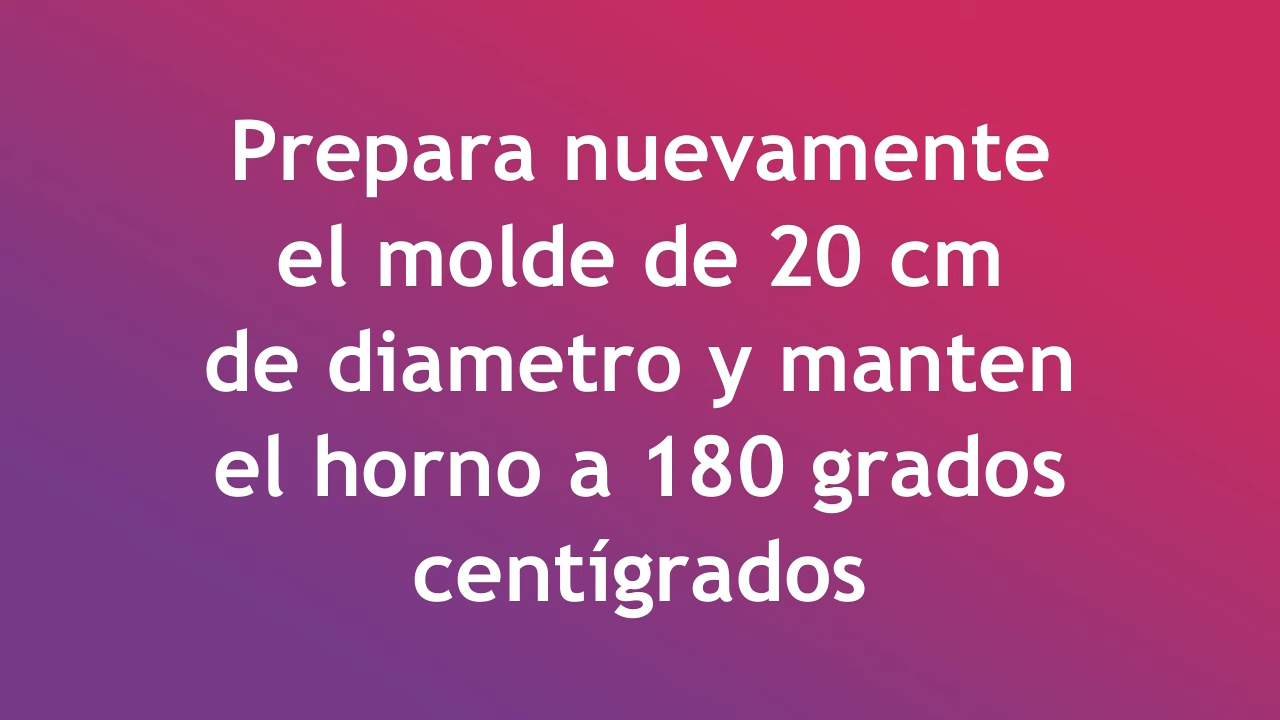 Prepara nuevamente
el molde de 20 cm
de diametro y manten
el horno a 180 grados
centígrados